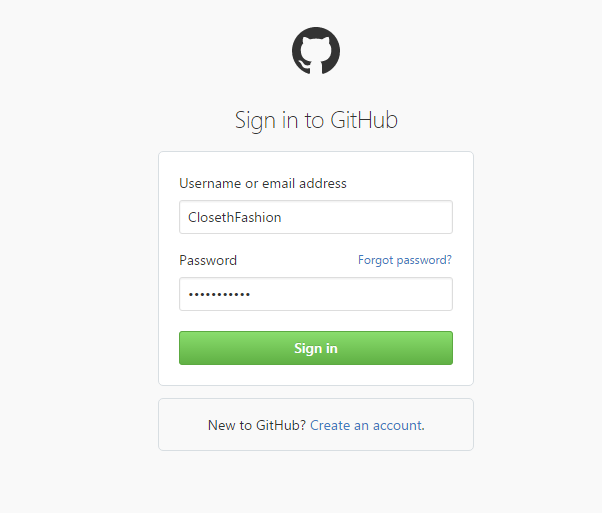 Sign in to GitHub
Username or email address
ClosethFashion
Password Forgot password?
•••••••••••
Sign in
New to GitHub? Create an account.